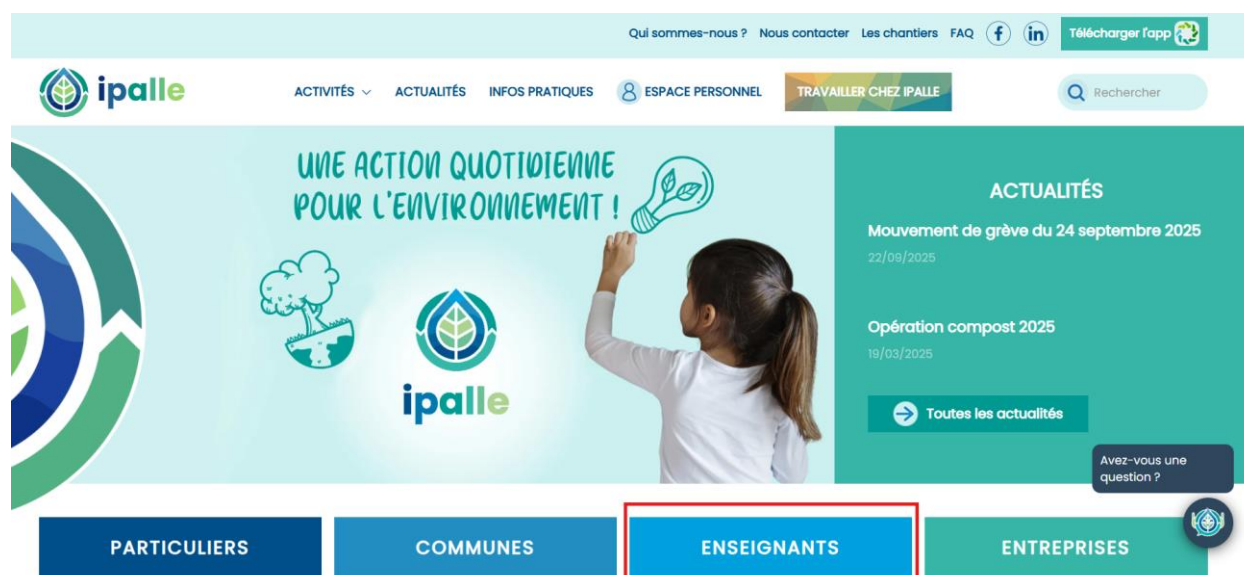 Qui sommes-nous ? Nous contacter Les chantiers FAQ f in Télécharger l'app
ipalle ACTIVITÉS ACTUALITÉS INFOS PRATIQUES ESPACE PERSONNEL TRAVAILLER CHEZ IPALLE Rechercher
UNE ACTION QUOTIDIENNE
POUR L'ENVIRONNEMENT !
ipalle
ACTUALITÉS
Mouvement de grève du 24 septembre 2025
22/09/2025
Opération compost 2025
19/03/2025
Toutes les actualités
Avez-vous une
question ?
PARTICULIERS COMMUNES ENSEIGNANTS ENTREPRISES